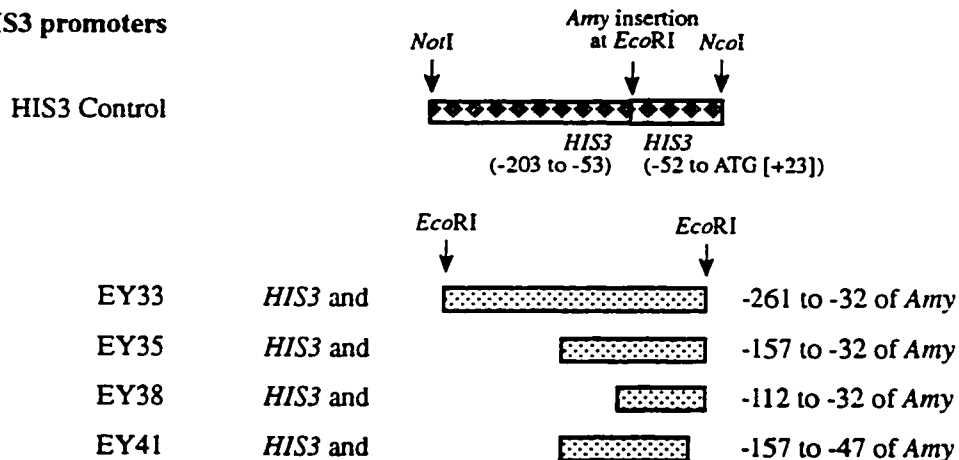 IS3 promoters
Amy insertion
at EcoRI
NotI
NcoI
HIS3 Control
HIS3
(-203 to -53)
HIS3
(-52 to ATG [+23])
EcoRI
EcoRI
EY33 HIS3 and -261 to -32 of Amy
EY35 HIS3 and -157 to -32 of Amy
EY38 HIS3 and -112 to -32 of Amy
EY41 HIS3 and -157 to -47 of Amy